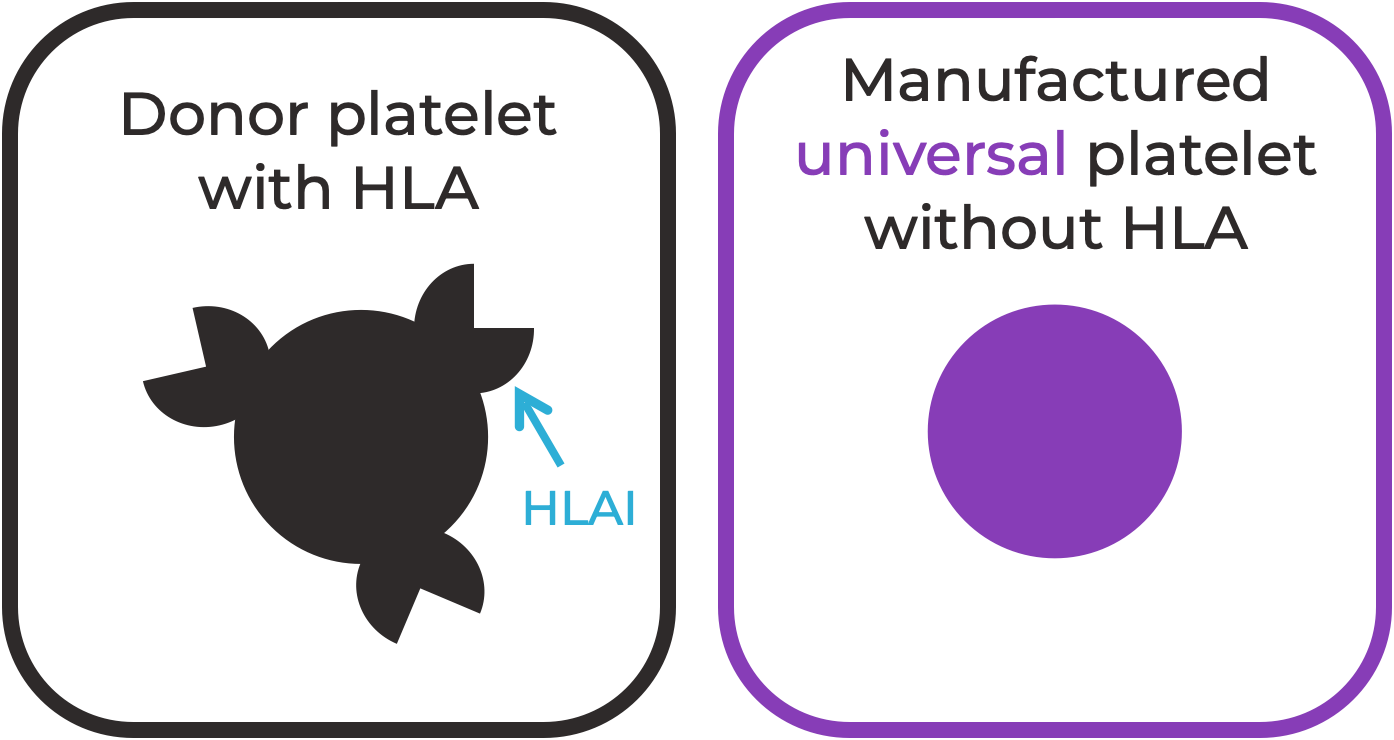 Donor platelet
with HLA
HLAI
Manufactured
universal platelet
without HLA